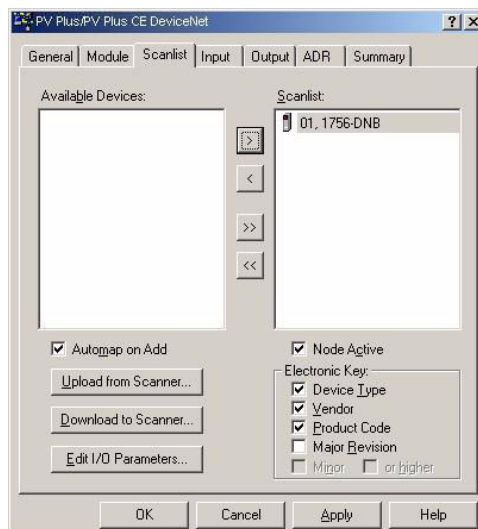 PV Plus/PV Plus CE DeviceNet
General Module Scanlist Input Output ADR Summary
Available Devices:
Scanlist:
01, 1756-DNB
>
<
>>
<<
Automap on Add
Node Active
Upload from Scanner...
Download to Scanner...
Edit I/O Parameters...
Electronic Key:
Device Type
Vendor
Product Code
Major Revision
Minor or higher
OK Cancel Apply Help